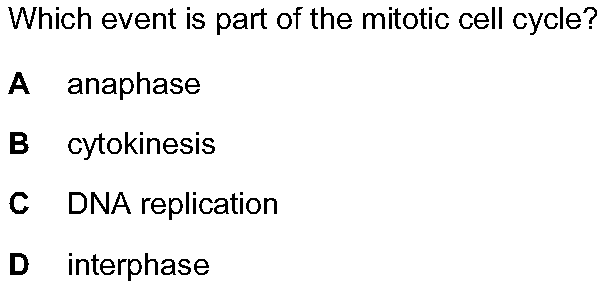 Which event is part of the mitotic cell cycle?
A anaphase
B cytokinesis
C DNA replication
D interphase